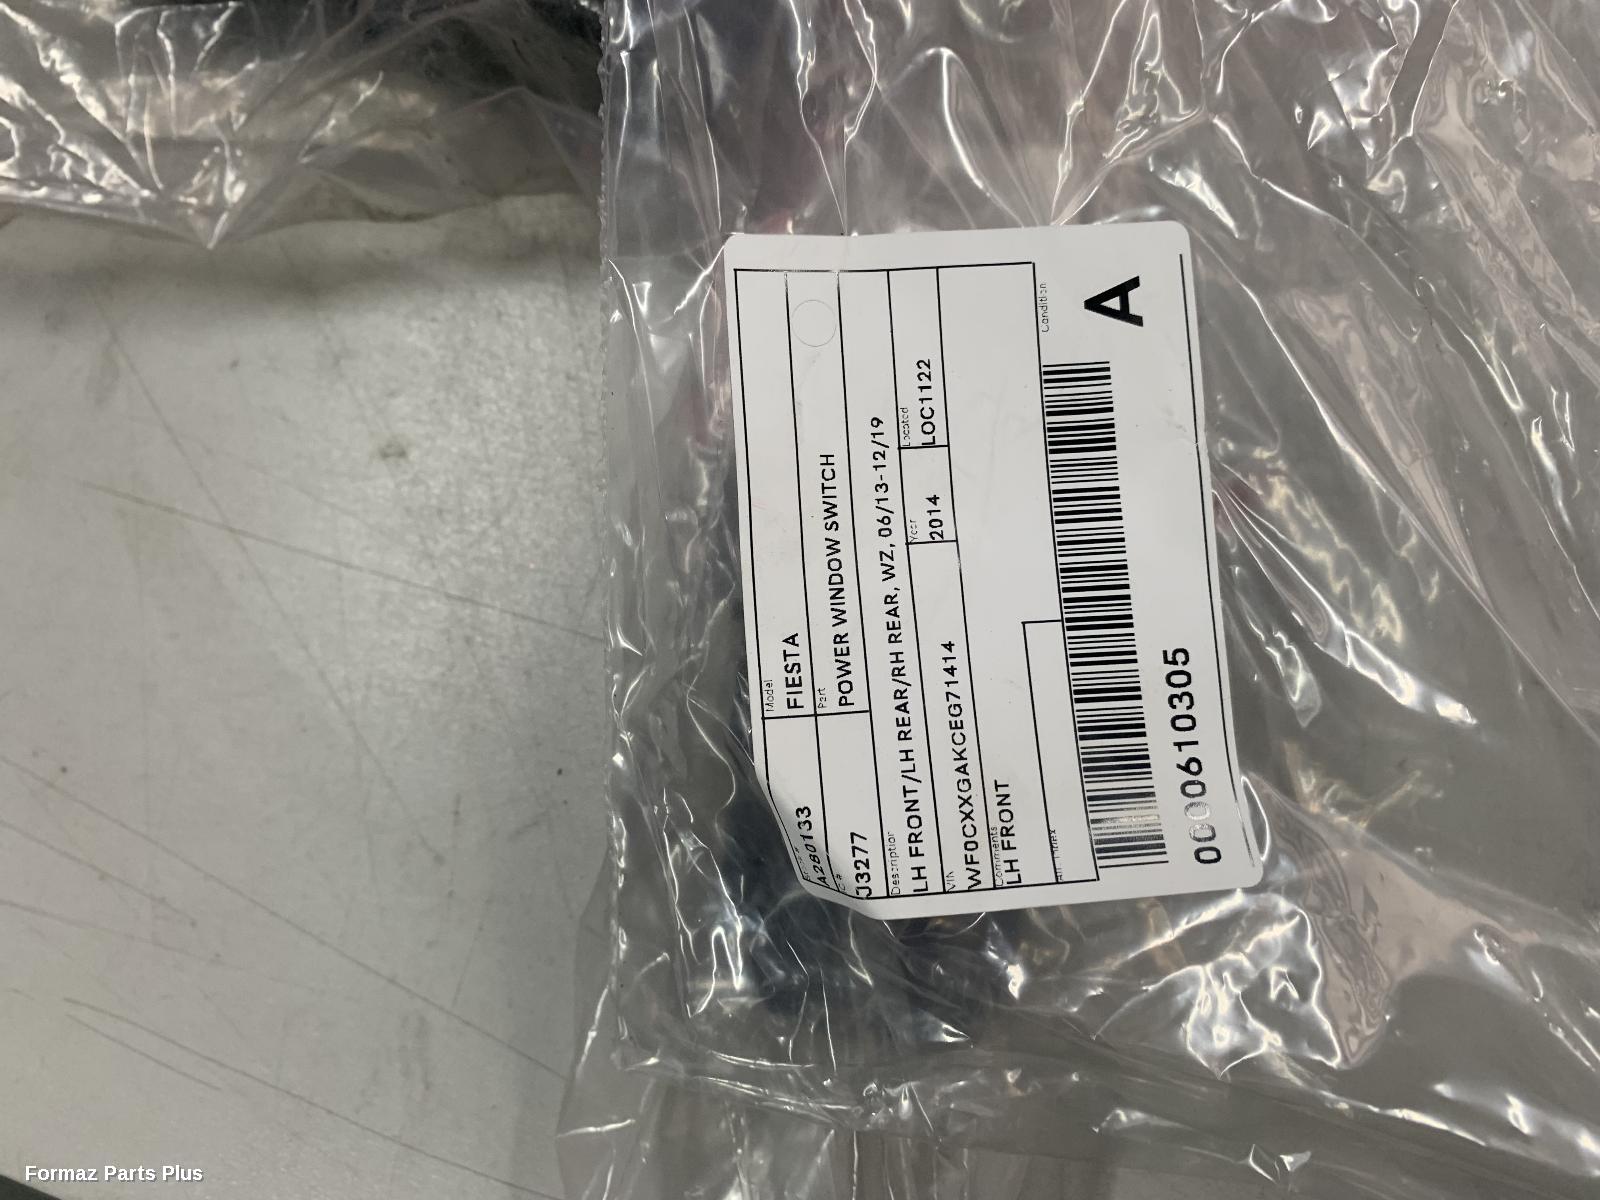 Model
FIESTA
A280133
Part
POWER WINDOW SWITCH
J3277
Description
LH FRONT/LH REAR/RH REAR, WZ, 06/13-12/19
VIN
WF0CXXGAKCEG71414
Year
2014
Located
LOC1122
Comments
LH FRONT
Condition
A
0000610305
Formaz Parts Plus